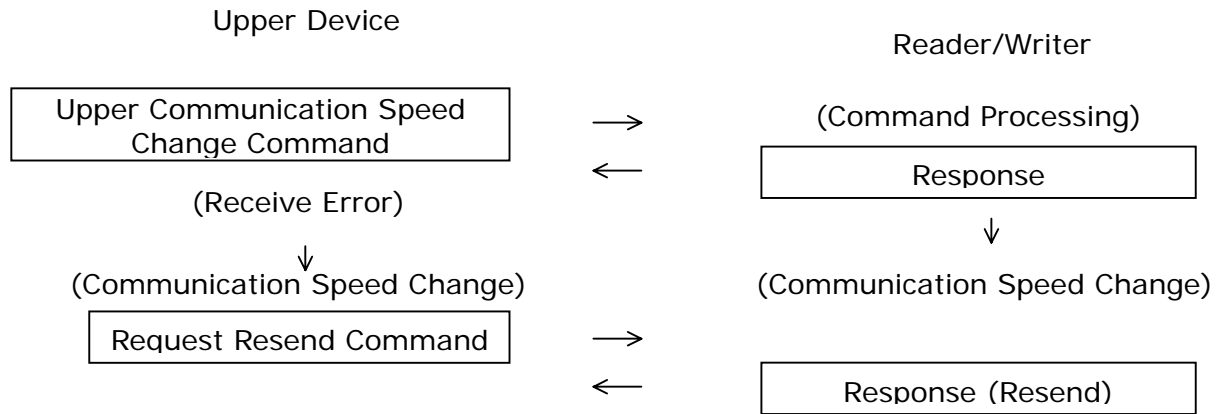 Upper Device
Reader/Writer
Upper Communication Speed
Change Command
(Command Processing)
Response
(Receive Error)
(Communication Speed Change)
(Communication Speed Change)
Request Resend Command
Response (Resend)